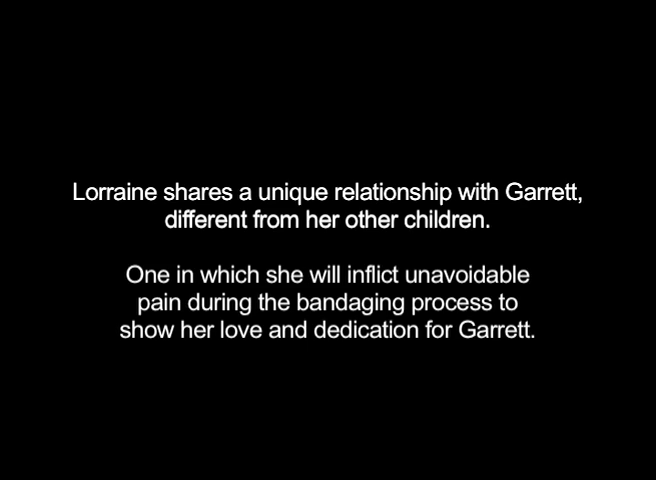 Lorraine shares a unique relationship with Garrett,
different from her other children.
One in which she will inflict unavoidable
pain during the bandaging process to
show her love and dedication for Garrett.